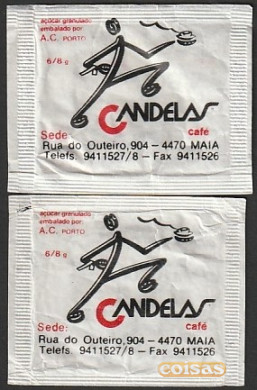 açúcar granulado
embalado por
A.C. PORTO
6/8 g
CANDELAS
café
Sede:
Rua do Outeiro, 904 – 4470 MAIA
Telefs. 9411527/8 – Fax 9411526
açúcar granulado
embalado por
A.C. PORTO
6/8 g
CANDELAS
café
Sede:
Rua do Outeiro, 904 – 4470 MAIA
Telefs. 9411527/8 – Fax 9411526
coisas